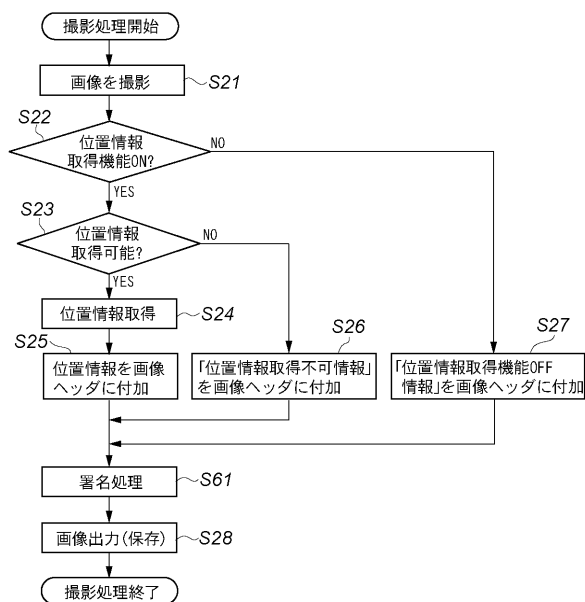 撮影処理開始
画像を撮影
S21
S22
位置情報
取得機能ON?
NO
YES
S23
位置情報
取得可能?
NO
YES
位置情報取得
S24
S25
位置情報を画像
ヘッダに付加
S26
「位置情報取得不可情報」
を画像ヘッダに付加
S27
「位置情報取得機能OFF
情報」を画像ヘッダに付加
署名処理
S61
画像出力(保存)
S28
撮影処理終了